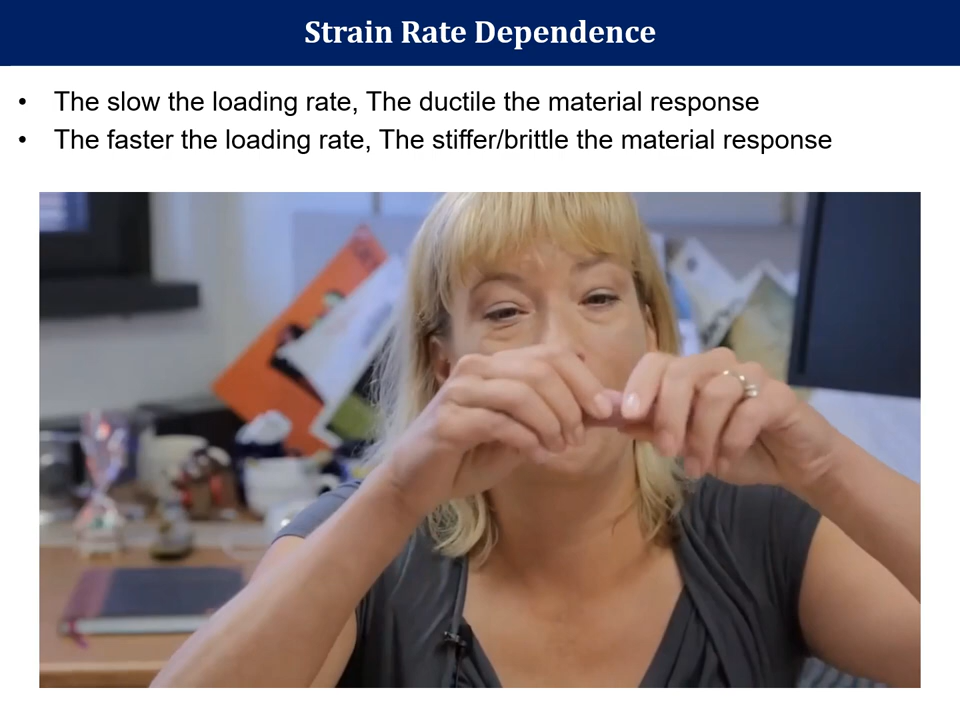 Strain Rate Dependence
• The slow the loading rate, The ductile the material response
• The faster the loading rate, The stiffer/brittle the material response